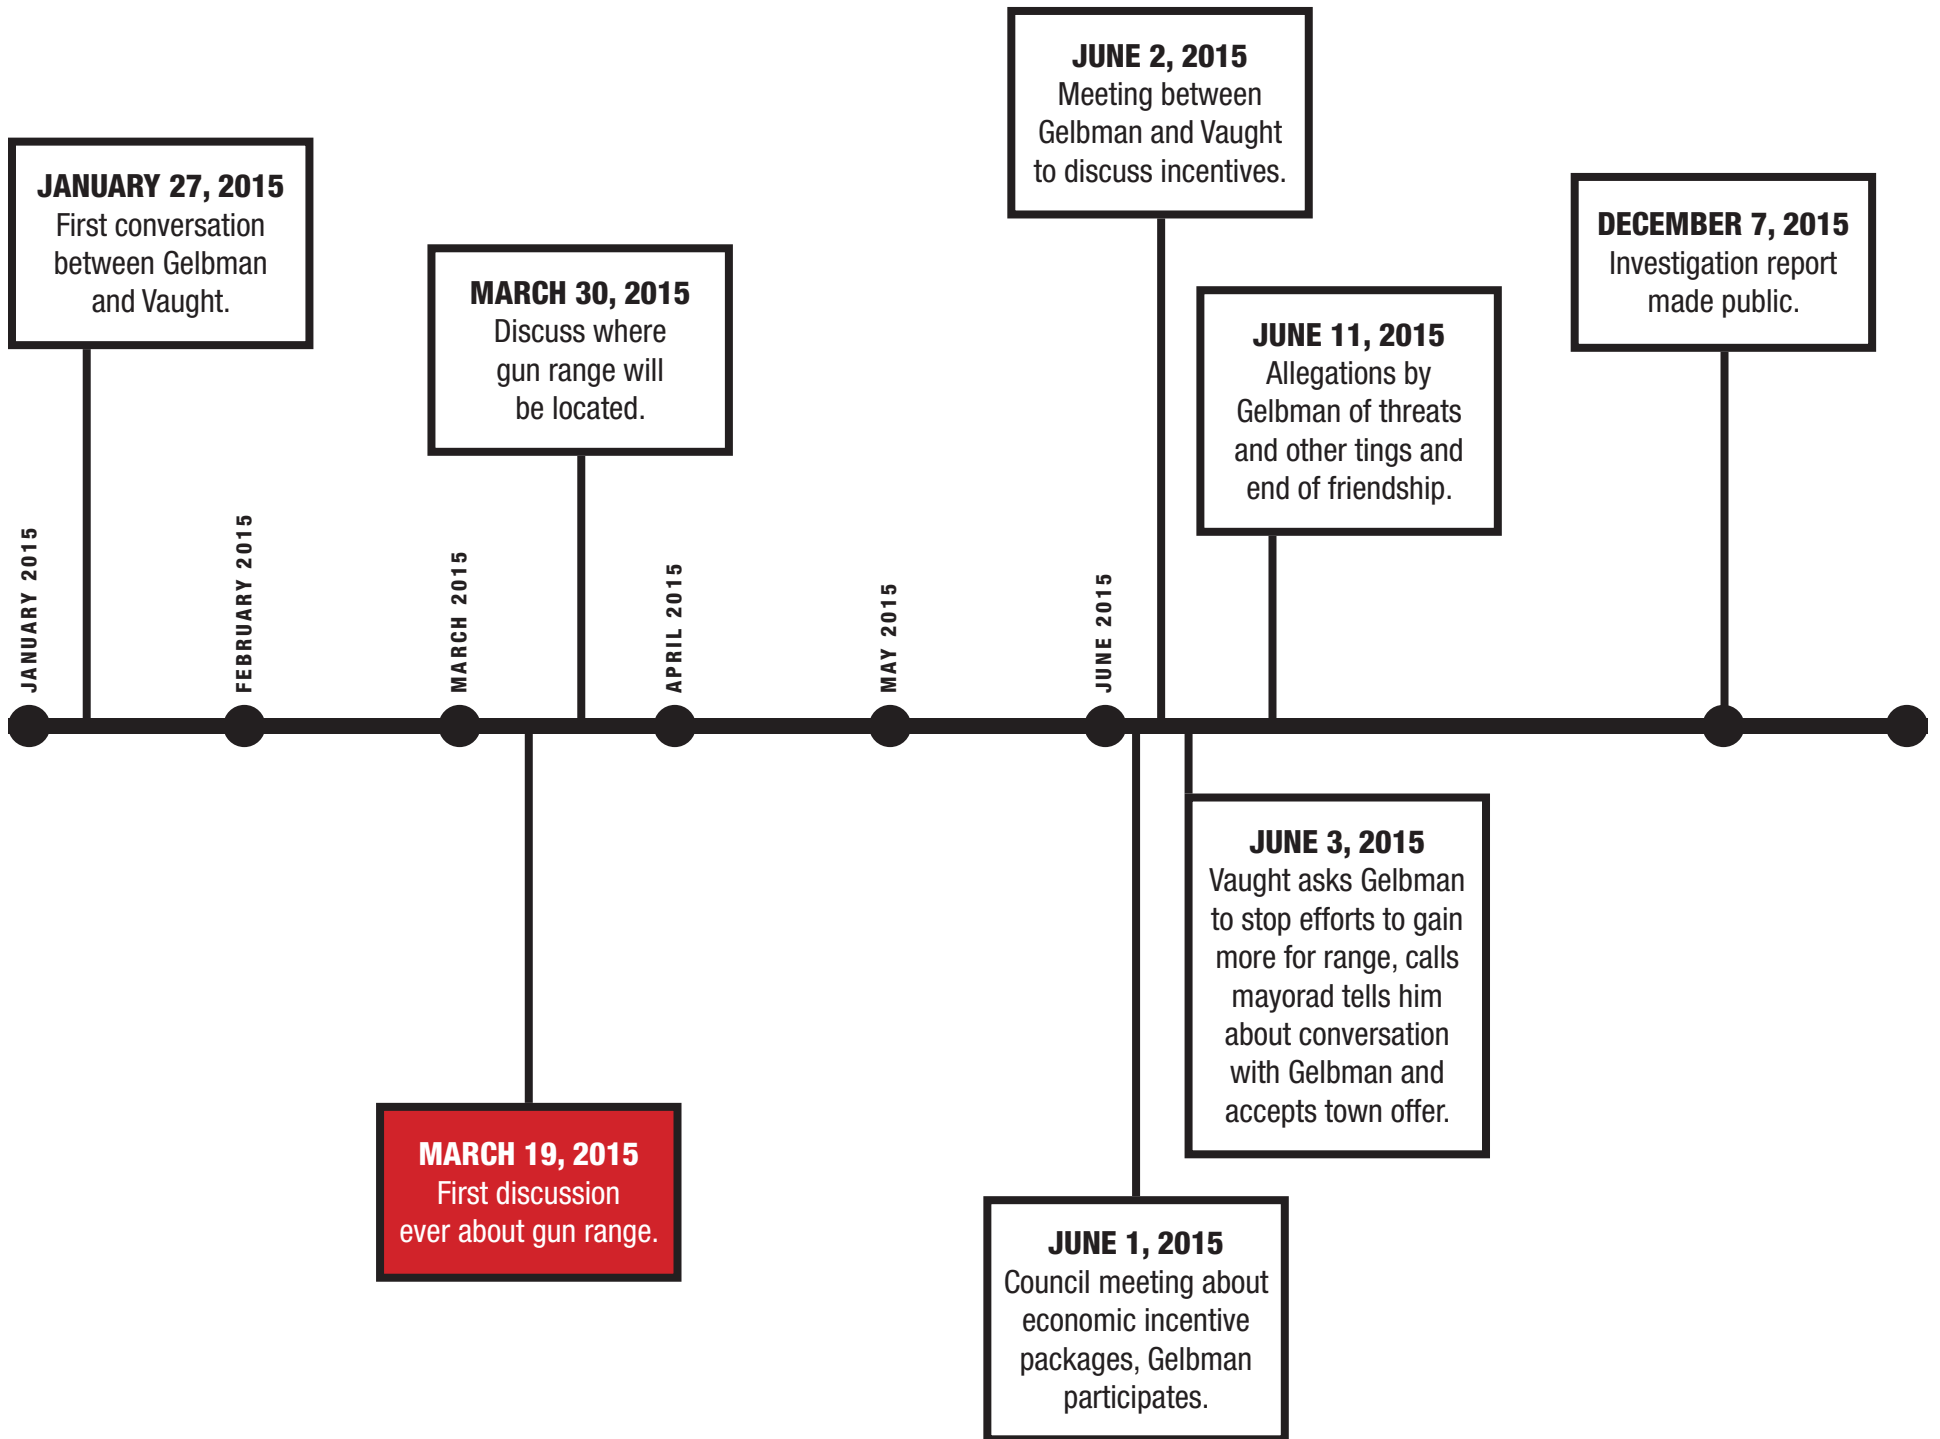 JUNE 2, 2015
Meeting between
Gelbman and Vaught
to discuss incentives.
JANUARY 27, 2015
First conversation
between Gelbman
and Vaught.
DECEMBER 7, 2015
Investigation report
made public.
MARCH 30, 2015
Discuss where
gun range will
be located.
JUNE 11, 2015
Allegations by
Gelbman of threats
and other tings and
end of friendship.
JANUARY 2015
FEBRUARY 2015
MARCH 2015
APRIL 2015
MAY 2015
JUNE 2015
JUNE 3, 2015
Vaught asks Gelbman
to stop efforts to gain
more for range, calls
mayorad tells him
about conversation
with Gelbman and
accepts town offer.
MARCH 19, 2015
First discussion
ever about gun range.
JUNE 1, 2015
Council meeting about
economic incentive
packages, Gelbman
participates.